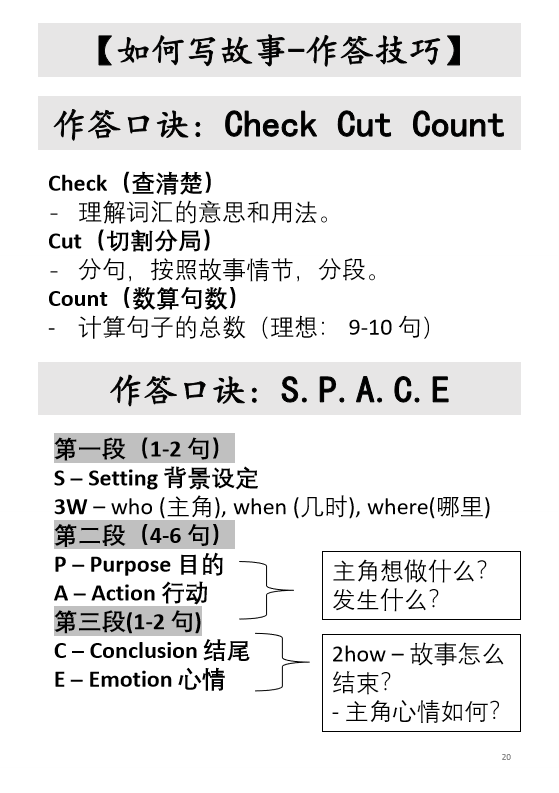 【如何写故事–作答技巧】
作答口诀：Check Cut Count
Check（查清楚）
- 理解词汇的意思和用法。
Cut（切割分局）
- 分句，按照故事情节，分段。
Count（数算句数）
- 计算句子的总数（理想： 9-10 句）
作答口诀：S.P.A.C.E
第一段（1-2 句）
S – Setting 背景设定
3W – who (主角), when (几时), where(哪里)
第二段（4-6 句）
P – Purpose 目的
A – Action 行动
主角想做什么？
发生什么？
第三段(1-2 句)
C – Conclusion 结尾
E – Emotion 心情
2how – 故事怎么
结束？
- 主角心情如何？
20